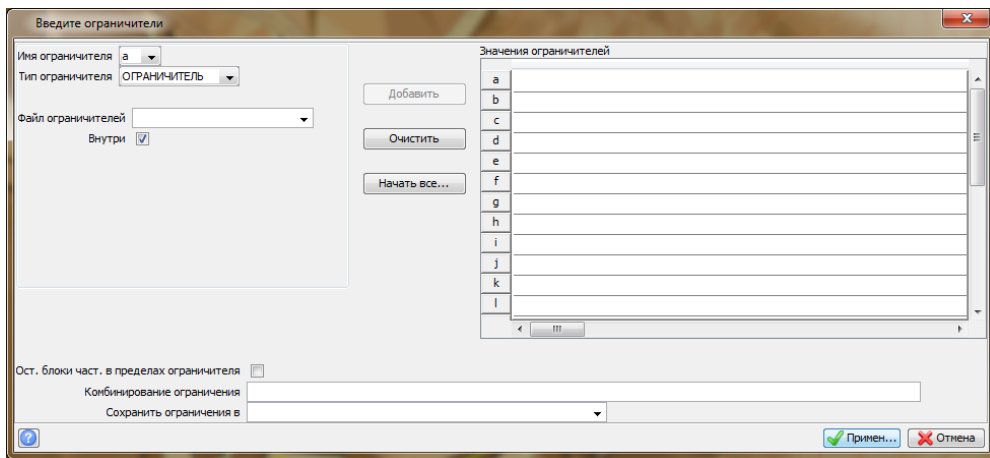 Введите ограничители
Имя ограничителя a
Тип ограничителя ОГРАНИЧИТЕЛЬ
Файл ограничителей
Внутри
Добавить
Очистить
Начать все...
Значения ограничителей
a
b
c
d
e
f
g
h
i
j
k
l
Ост. блоки част. в пределах ограничителя
Комбинирование ограничения
Сохранить ограничения в
Примен... Отмена